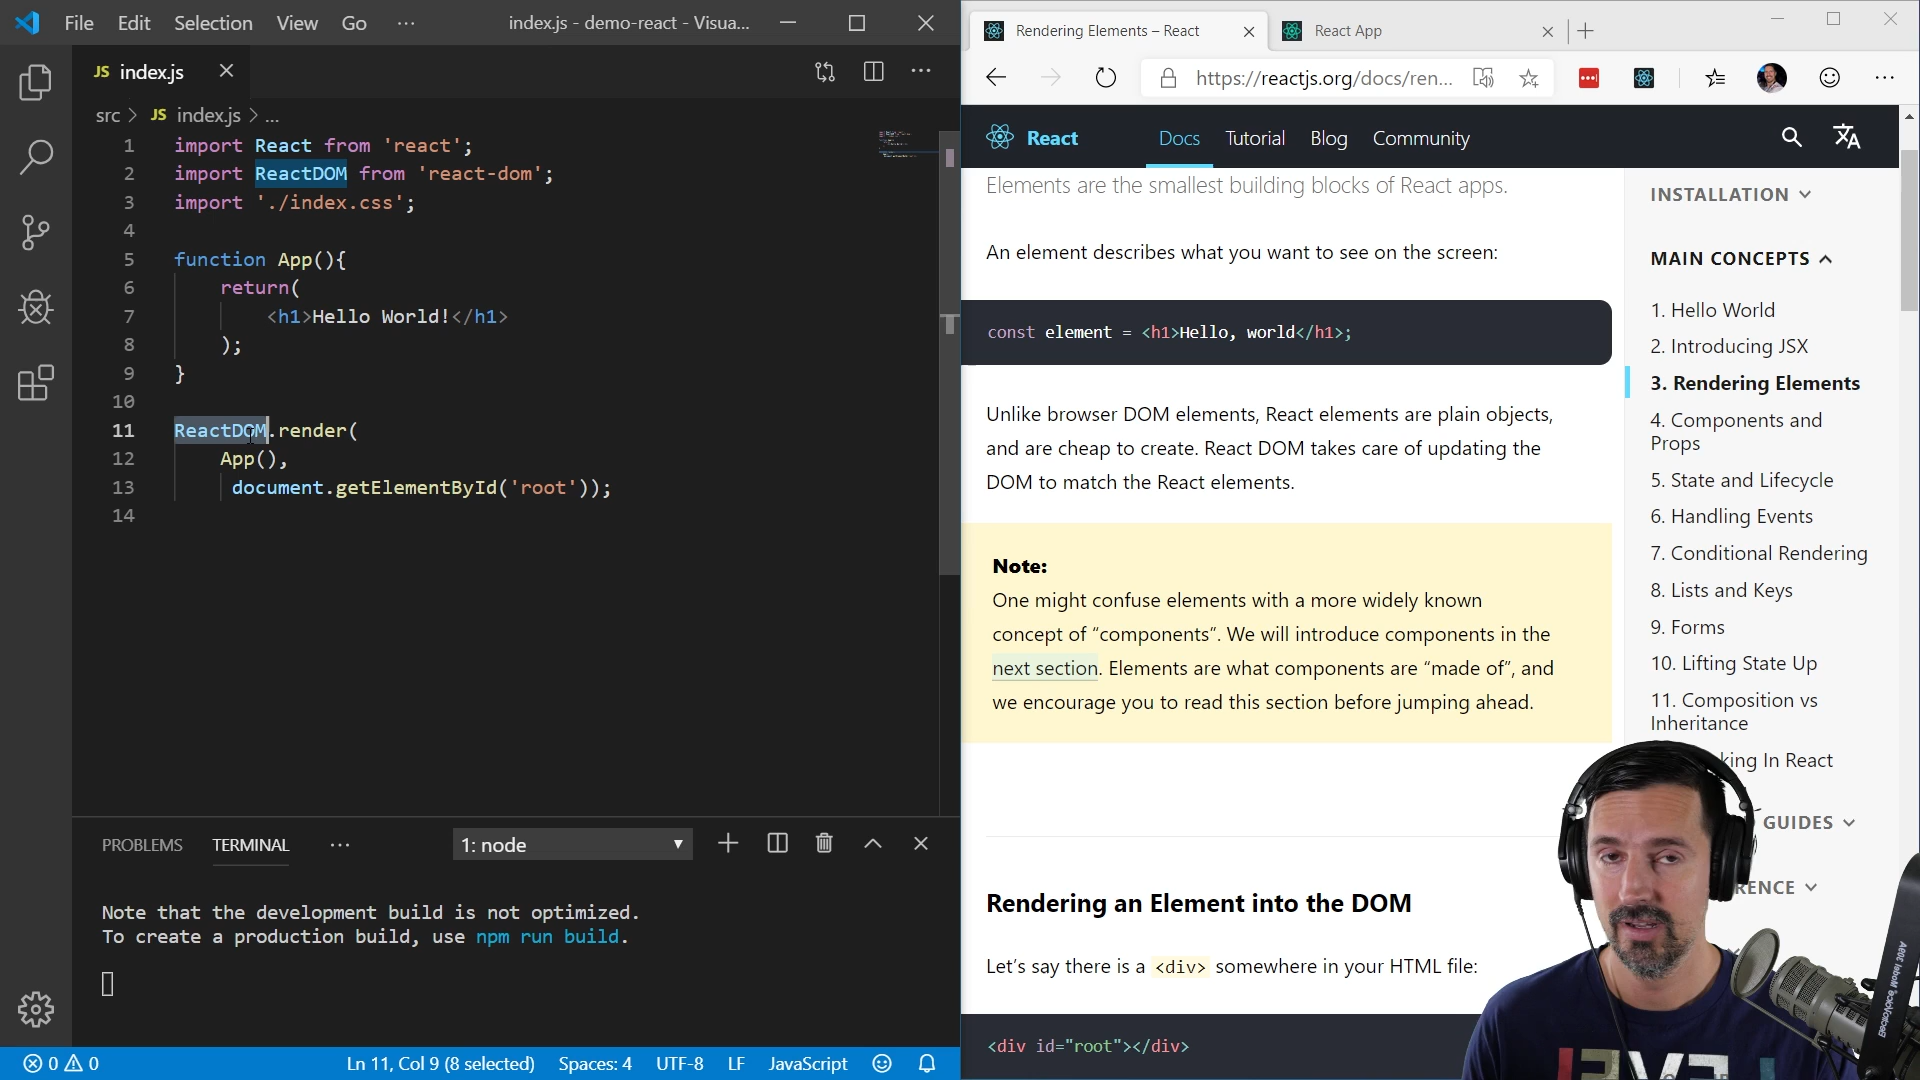 File Edit Selection View Go ··· index.js - demo-react - Visua...
JS index.js
src > JS index.js > ...
1 import React from 'react';
2 import ReactDOM from 'react-dom';
3 import './index.css';
4
5 function App(){
6 return(
7 <h1>Hello World!</h1>
8 );
9 }
10
11 ReactDOM.render(
12 App(),
13 document.getElementById('root'));
14
PROBLEMS TERMINAL ··· 1: node
Note that the development build is not optimized.
To create a production build, use npm run build.
0 0 Ln 11, Col 9 (8 selected) Spaces: 4 UTF-8 LF JavaScript
Rendering Elements – React React App
https://reactjs.org/docs/ren...
React Docs Tutorial Blog Community
Elements are the smallest building blocks of React apps.
An element describes what you want to see on the screen:
const element = <h1>Hello, world</h1>;
Unlike browser DOM elements, React elements are plain objects,
and are cheap to create. React DOM takes care of updating the
DOM to match the React elements.
Note:
One might confuse elements with a more widely known
concept of “components”. We will introduce components in the
next section. Elements are what components are “made of”, and
we encourage you to read this section before jumping ahead.
Rendering an Element into the DOM
Let’s say there is a <div> somewhere in your HTML file:
<div id="root"></div>
INSTALLATION
MAIN CONCEPTS
1. Hello World
2. Introducing JSX
3. Rendering Elements
4. Components and
Props
5. State and Lifecycle
6. Handling Events
7. Conditional Rendering
8. Lists and Keys
9. Forms
10. Lifting State Up
11. Composition vs
Inheritance
king In React
GUIDES
RENCE